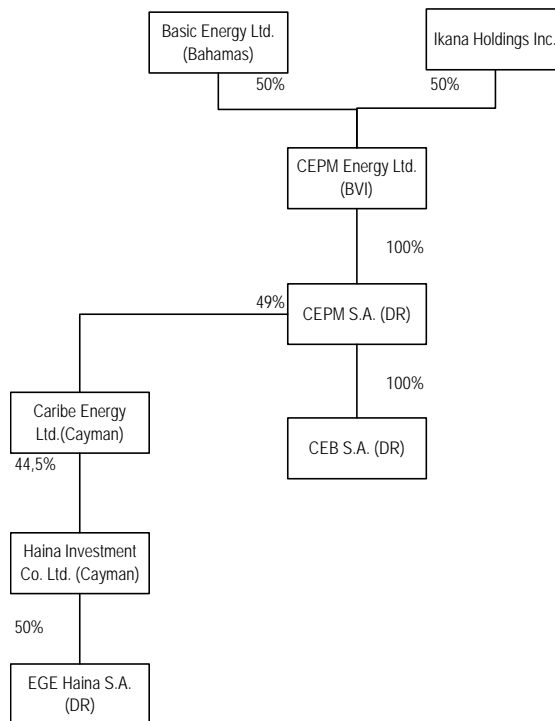 Basic Energy Ltd.
(Bahamas)
Ikana Holdings Inc.
50%
50%
CEPM Energy Ltd.
(BVI)
100%
49%
CEPM S.A. (DR)
100%
Caribe Energy
Ltd.(Cayman)
CEB S.A. (DR)
44,5%
Haina Investment
Co. Ltd. (Cayman)
50%
EGE Haina S.A.
(DR)